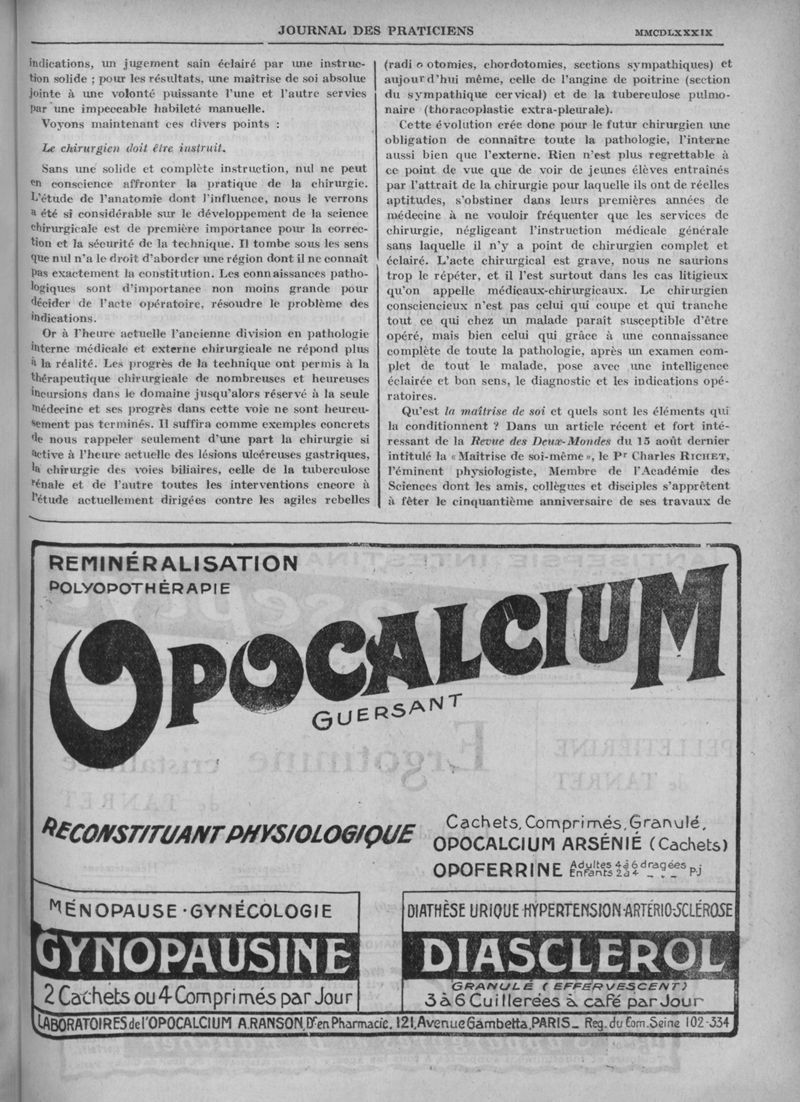 JOURNAL DES PRATICIENS
MMCDLXXXIX
indications, un jugement sain éclairé par une instruc-
tion solide ; pour les résultats, une maîtrise de soi absolue
jointe à une volonté puissante l'une et l'autre servies
par une impeccable habileté manuelle.
Voyons maintenant ces divers points :
Le chirurgien doit être instruit.
Sans une solide et complète instruction, nul ne peut
en conscience affronter la pratique de la chirurgie.
L'étude de l'anatomie dont l'influence, nous le verrons
a été si considérable sur le développement de la science
chirurgicale est de première importance pour la correc-
tion et la sécurité de la technique. Il tombe sous les sens
que nul n'a le droit d'aborder une région dont il ne connaît
pas exactement la constitution. Les connaissances patho-
logiques sont d'importance non moins grande pour
décider de l'acte opératoire, résoudre le problème des
indications.
Or à l'heure actuelle l'ancienne division en pathologie
interne médicale et externe chirurgicale ne répond plus
à la réalité. Les progrès de la technique ont permis à la
thérapeutique chirurgicale de nombreuses et heureuses
incursions dans le domaine jusqu'alors réservé à la seule
médecine et ses progrès dans cette voie ne sont heureu-
sement pas terminés. Il suffira comme exemples concrets
de nous rappeler seulement d'une part la chirurgie si
active à l'heure actuelle des lésions ulcéreuses gastriques,
la chirurgie des voies biliaires, celle de la tuberculose
rénale et de l'autre toutes les interventions encore à
l'étude actuellement dirigées contre les agiles rebelles
(radi c otomies, chordotomies, sections sympathiques) et
aujourd'hui même, celle de l'angine de poitrine (section
du sympathique cervical) et de la tuberculose pulmo-
naire (thoracoplastie extra-pleurale).
Cette évolution crée donc pour le futur chirurgien une
obligation de connaître toute la pathologie, l'interne
aussi bien que l'externe. Rien n'est plus regrettable à
ce point de vue que de voir de jeunes élèves entraînés
par l'attrait de la chirurgie pour laquelle ils ont de réelles
aptitudes, s'obstiner dans leurs premières années de
médecine à ne vouloir fréquenter que les services de
chirurgie, négligeant l'instruction médicale générale
sans laquelle il n'y a point de chirurgien complet et
éclairé. L'acte chirurgical est grave, nous ne saurions
trop le répéter, et il l'est surtout dans les cas litigieux
qu'on appelle médicaux-chirurgicaux. Le chirurgien
consciencieux n'est pas celui qui coupe et qui tranche
tout ce qui chez un malade paraît susceptible d'être
opéré, mais bien celui qui grâce à une connaissance
complète de toute la pathologie, après un examen com-
plet de tout le malade, pose avec une intelligence
éclairée et bon sens, le diagnostic et les indications opé-
ratoires.
Qu'est la maîtrise de soi et quels sont les éléments qui
la conditionnent ? Dans un article récent et fort inté-
ressant de la Revue des Deux-Mondes du 15 août dernier
intitulé la « Maîtrise de soi-même », le Pr Charles RICHET,
l'éminent physiologiste, Membre de l'Académie des
Sciences dont les amis, collègues et disciples s'apprêtent
à fêter le cinquantième anniversaire de ses travaux de
REMINÉRALISATION
POLYOPOTHÉRAPIE
OPOCALCIUM
GUERSANT
RECONSTITUANT PHYSIOLOGIQUE
Cachets, Comprimés, Granulé,
OPOCALCIUM ARSÉNIÉ (Cachets)
OPOFERRINE Adultes 4 à 6 dragées
Enfants 2 à 4 _ . _ P.J
MÉNOPAUSE · GYNÉCOLOGIE
GYNOPAUSINE
2 Cachets ou 4 Comprimés par Jour
DIATHÈSE URIQUE·HYPERTENSION·ARTÉRIO-SCLÉROSE
DIASCLEROL
GRANULÉ (EFFERVESCENT)
3 à 6 Cuillerées à café par Jour
LABORATOIRES de l'OPOCALCIUM A. RANSON, Dr en Pharmacie, 121, Avenue Gambetta, PARIS_ Reg. du Com. Seine 102-334